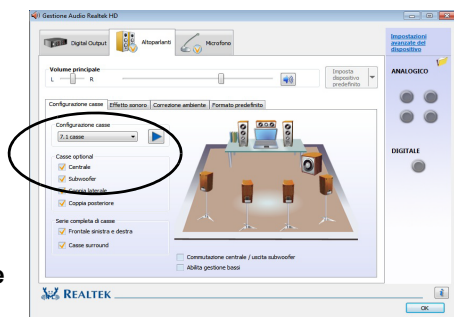 Gestione Audio Realtek HD
Digital Output
Altoparlanti
Microfono
Impostazioni
avanzate del
dispositivo
Volume principale
L
R
Imposta
dispositivo
predefinito
ANALOGICO
Configurazione casse
Effetto sonoro
Correzione ambiente
Formato predefinito
Configurazione casse
7.1 casse
Casse optional
Centrale
Subwoofer
Coppia laterale
Coppia posteriore
DIGITALE
Serie completa di casse
Frontale sinistra e destra
Casse surround
Commutazione centrale / uscita subwoofer
Abilita gestione bassi
e
REALTEK
i
OK